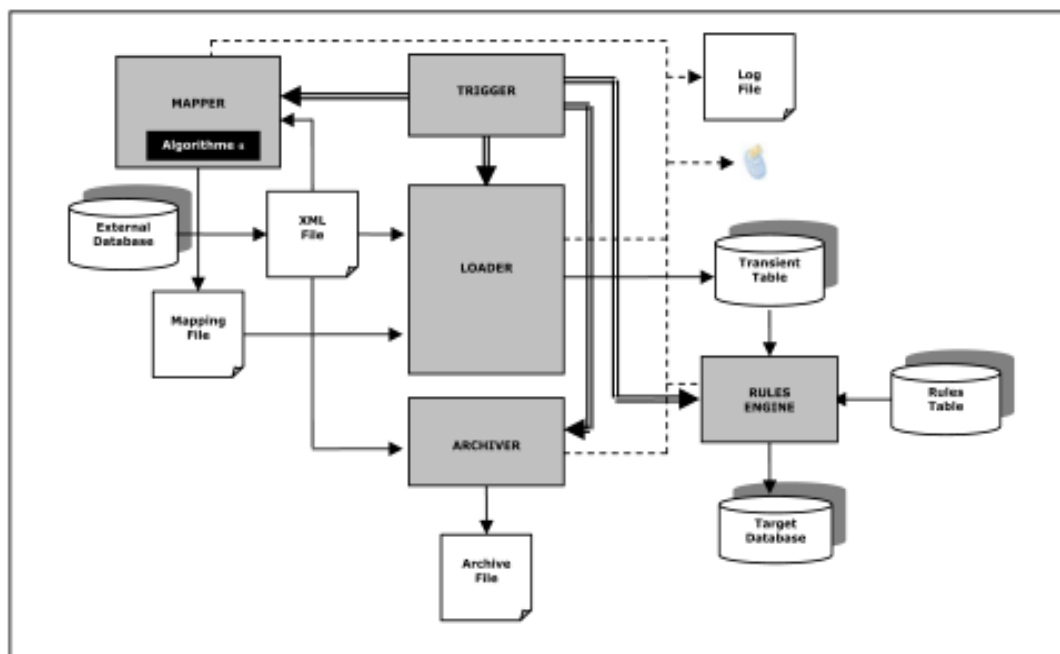 MAPPER
Algorithme
TRIGGER
Log
File
External
Database
XML
File
LOADER
Transient
Table
Mapping
File
RULES
ENGINE
Rules
Table
ARCHIVER
Target
Database
Archive
File